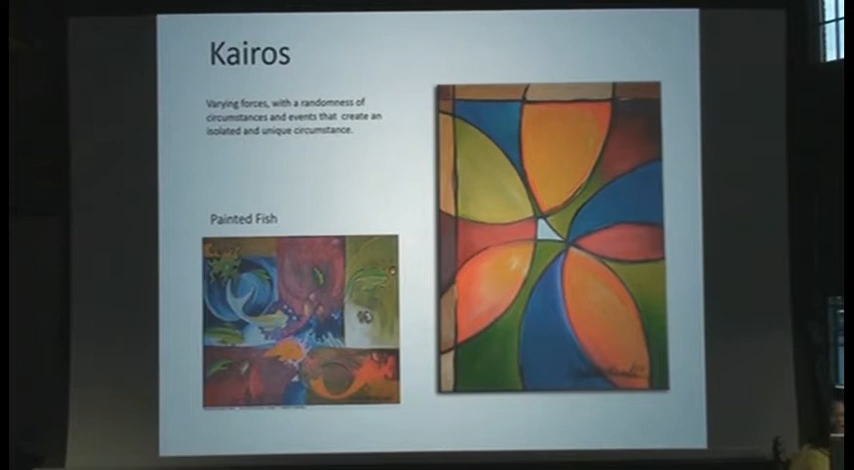 Kairos
Varying forces, with a randomness of
circumstances and events that create an
isolated and unique circumstance.
Painted Fish